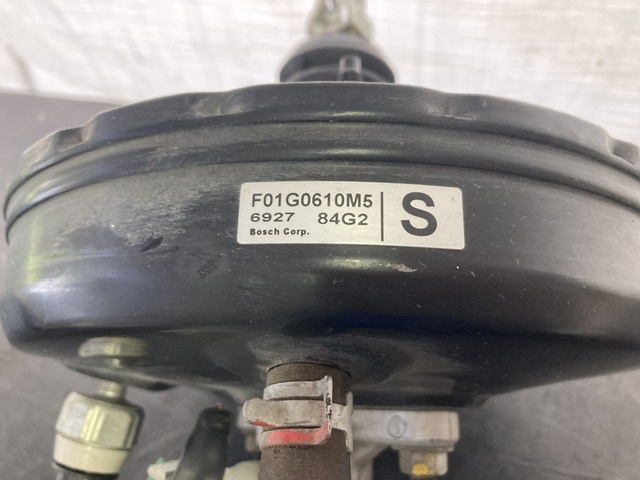 F01G0610M5
6927 84G2
Bosch Corp.
S